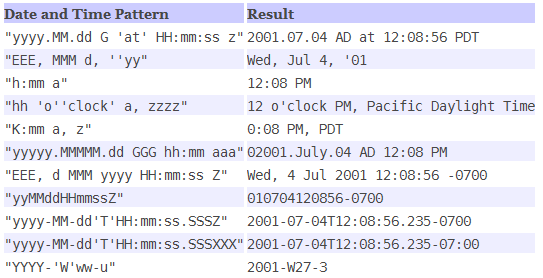 Date and Time Pattern Result
"yyyy.MM.dd G 'at' HH:mm:ss z" 2001.07.04 AD at 12:08:56 PDT
"EEE, MMM d, ''yy" Wed, Jul 4, '01
"h:mm a" 12:08 PM
"hh 'o''clock' a, zzzz" 12 o'clock PM, Pacific Daylight Time
"K:mm a, z" 0:08 PM, PDT
"yyyyy.MMMMM.dd GGG hh:mm aaa" 02001.July.04 AD 12:08 PM
"EEE, d MMM yyyy HH:mm:ss Z" Wed, 4 Jul 2001 12:08:56 -0700
"yyMMddHHmmssZ" 010704120856-0700
"yyyy-MM-dd'T'HH:mm:ss.SSSZ" 2001-07-04T12:08:56.235-0700
"yyyy-MM-dd'T'HH:mm:ss.SSSXXX" 2001-07-04T12:08:56.235-07:00
"YYYY-'W'ww-u" 2001-W27-3